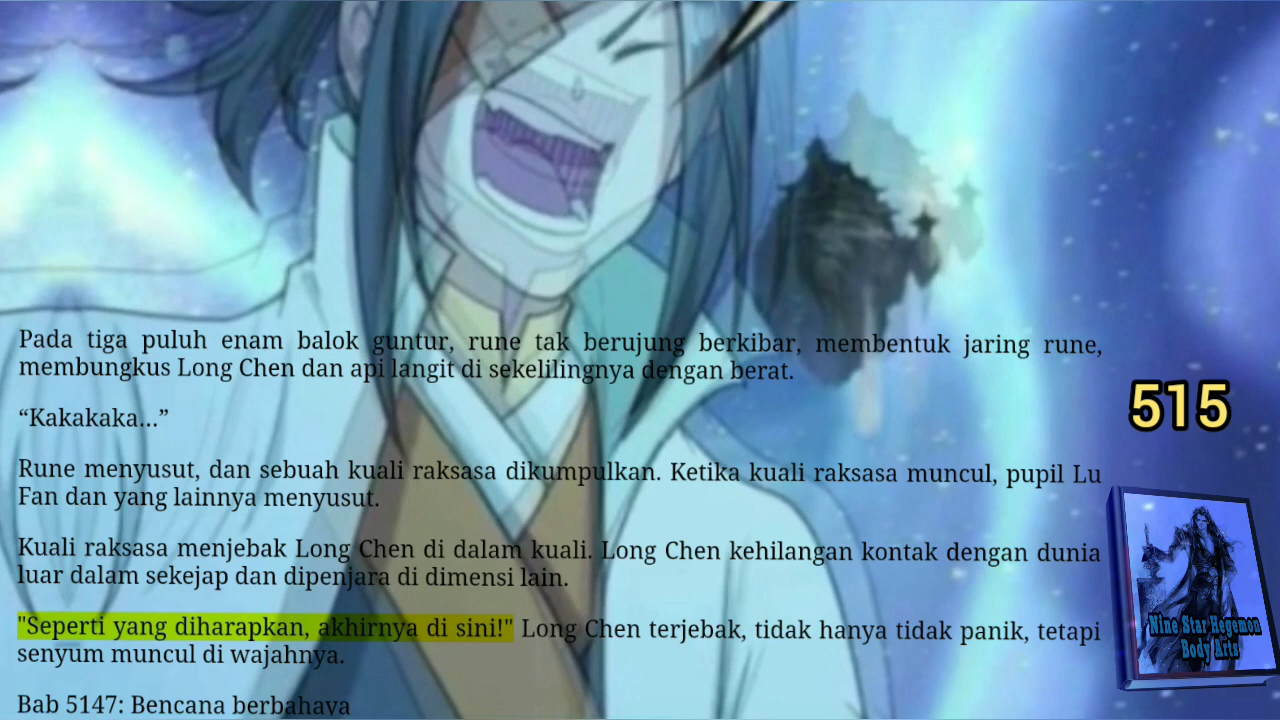 Pada tiga puluh enam balok guntur, rune tak berujung berkibar, membentuk jaring rune,
membungkus Long Chen dan api langit di sekelilingnya dengan berat.
“Kakakaka...”
Rune menyusut, dan sebuah kuali raksasa dikumpulkan. Ketika kuali raksasa muncul, pupil Lu
Fan dan yang lainnya menyusut.
Kuali raksasa menjebak Long Chen di dalam kuali. Long Chen kehilangan kontak dengan dunia
luar dalam sekejap dan dipenjara di dimensi lain.
"Seperti yang diharapkan, akhirnya di sini!" Long Chen terjebak, tidak hanya tidak panik, tetapi
senyum muncul di wajahnya.
Bab 5147: Bencana berbahaya
515
Nine Star Hegemon
Body Arts